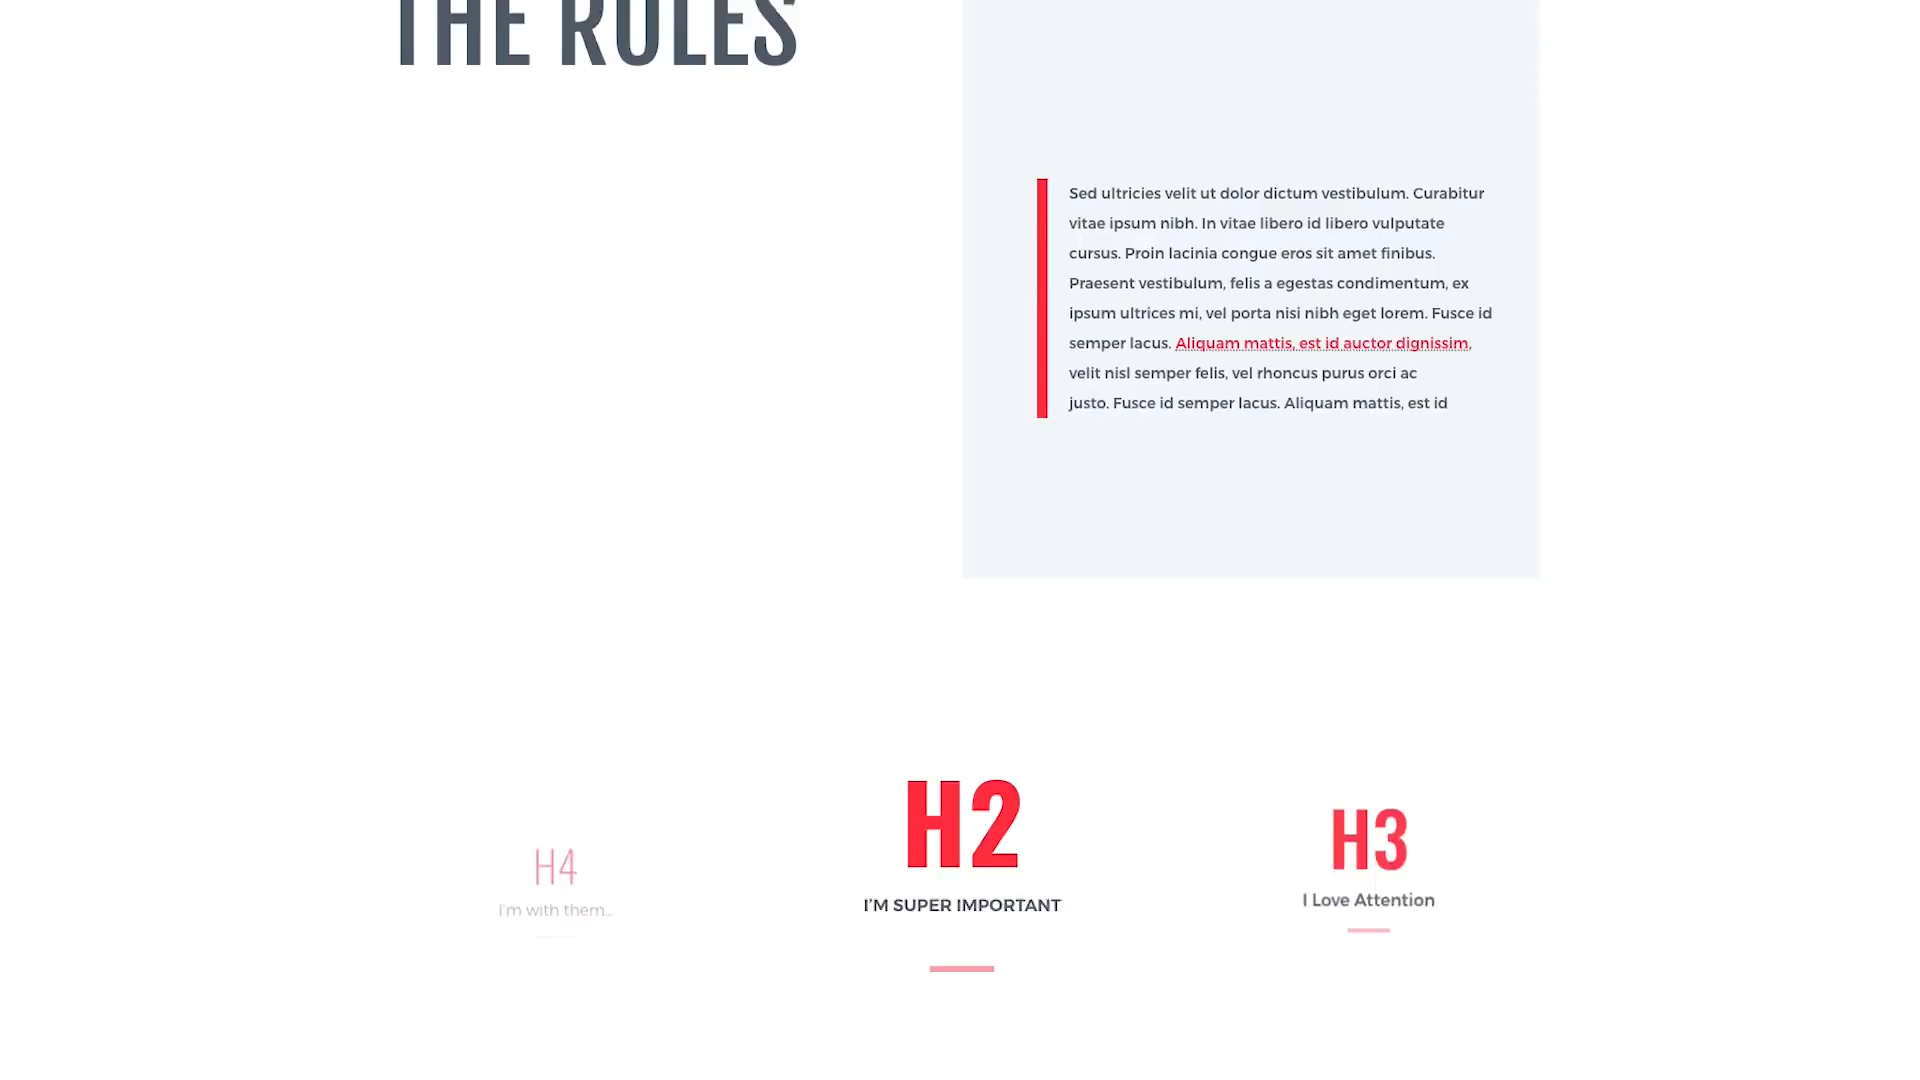 THE RULES
Sed ultricies velit ut dolor dictum vestibulum. Curabitur
vitae ipsum nibh. In vitae libero id libero vulputate
cursus. Proin lacinia congue eros sit amet finibus.
Praesent vestibulum, felis a egestas condimentum, ex
ipsum ultrices mi, vel porta nisi nibh eget lorem. Fusce id
semper lacus. Aliquam mattis, est id auctor dignissim,
velit nisl semper felis, vel rhoncus purus orci ac
justo. Fusce id semper lacus. Aliquam mattis, est id
H4
I'm with them...
H2
I'M SUPER IMPORTANT
H3
I Love Attention